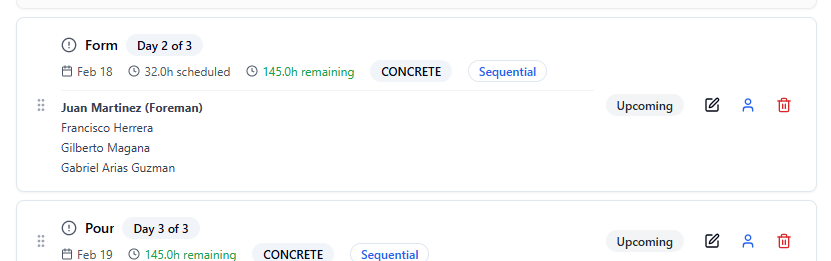 Form Day 2 of 3
Feb 18 32.0h scheduled 145.0h remaining CONCRETE Sequential
Juan Martinez (Foreman)
Francisco Herrera
Gilberto Magana
Gabriel Arias Guzman
Upcoming
Pour Day 3 of 3
Feb 19 145.0h remaining CONCRETE Sequential
Upcoming